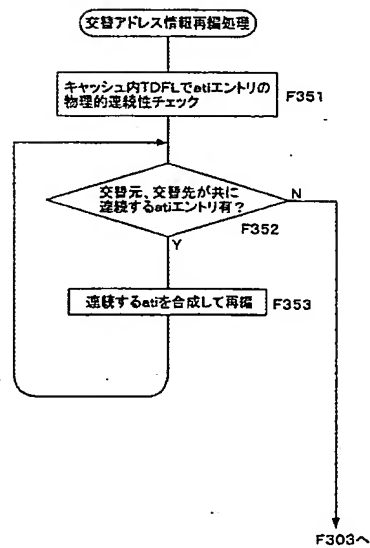 交替アドレス情報再編処理
キャッシュ内TDFLでatiエントリの
物理的連続性チェック
F351
交替元、交替先が共に
連続するatiエントリ有?
N
F352
Y
連続するatiを合成して再編
F353
F303へ